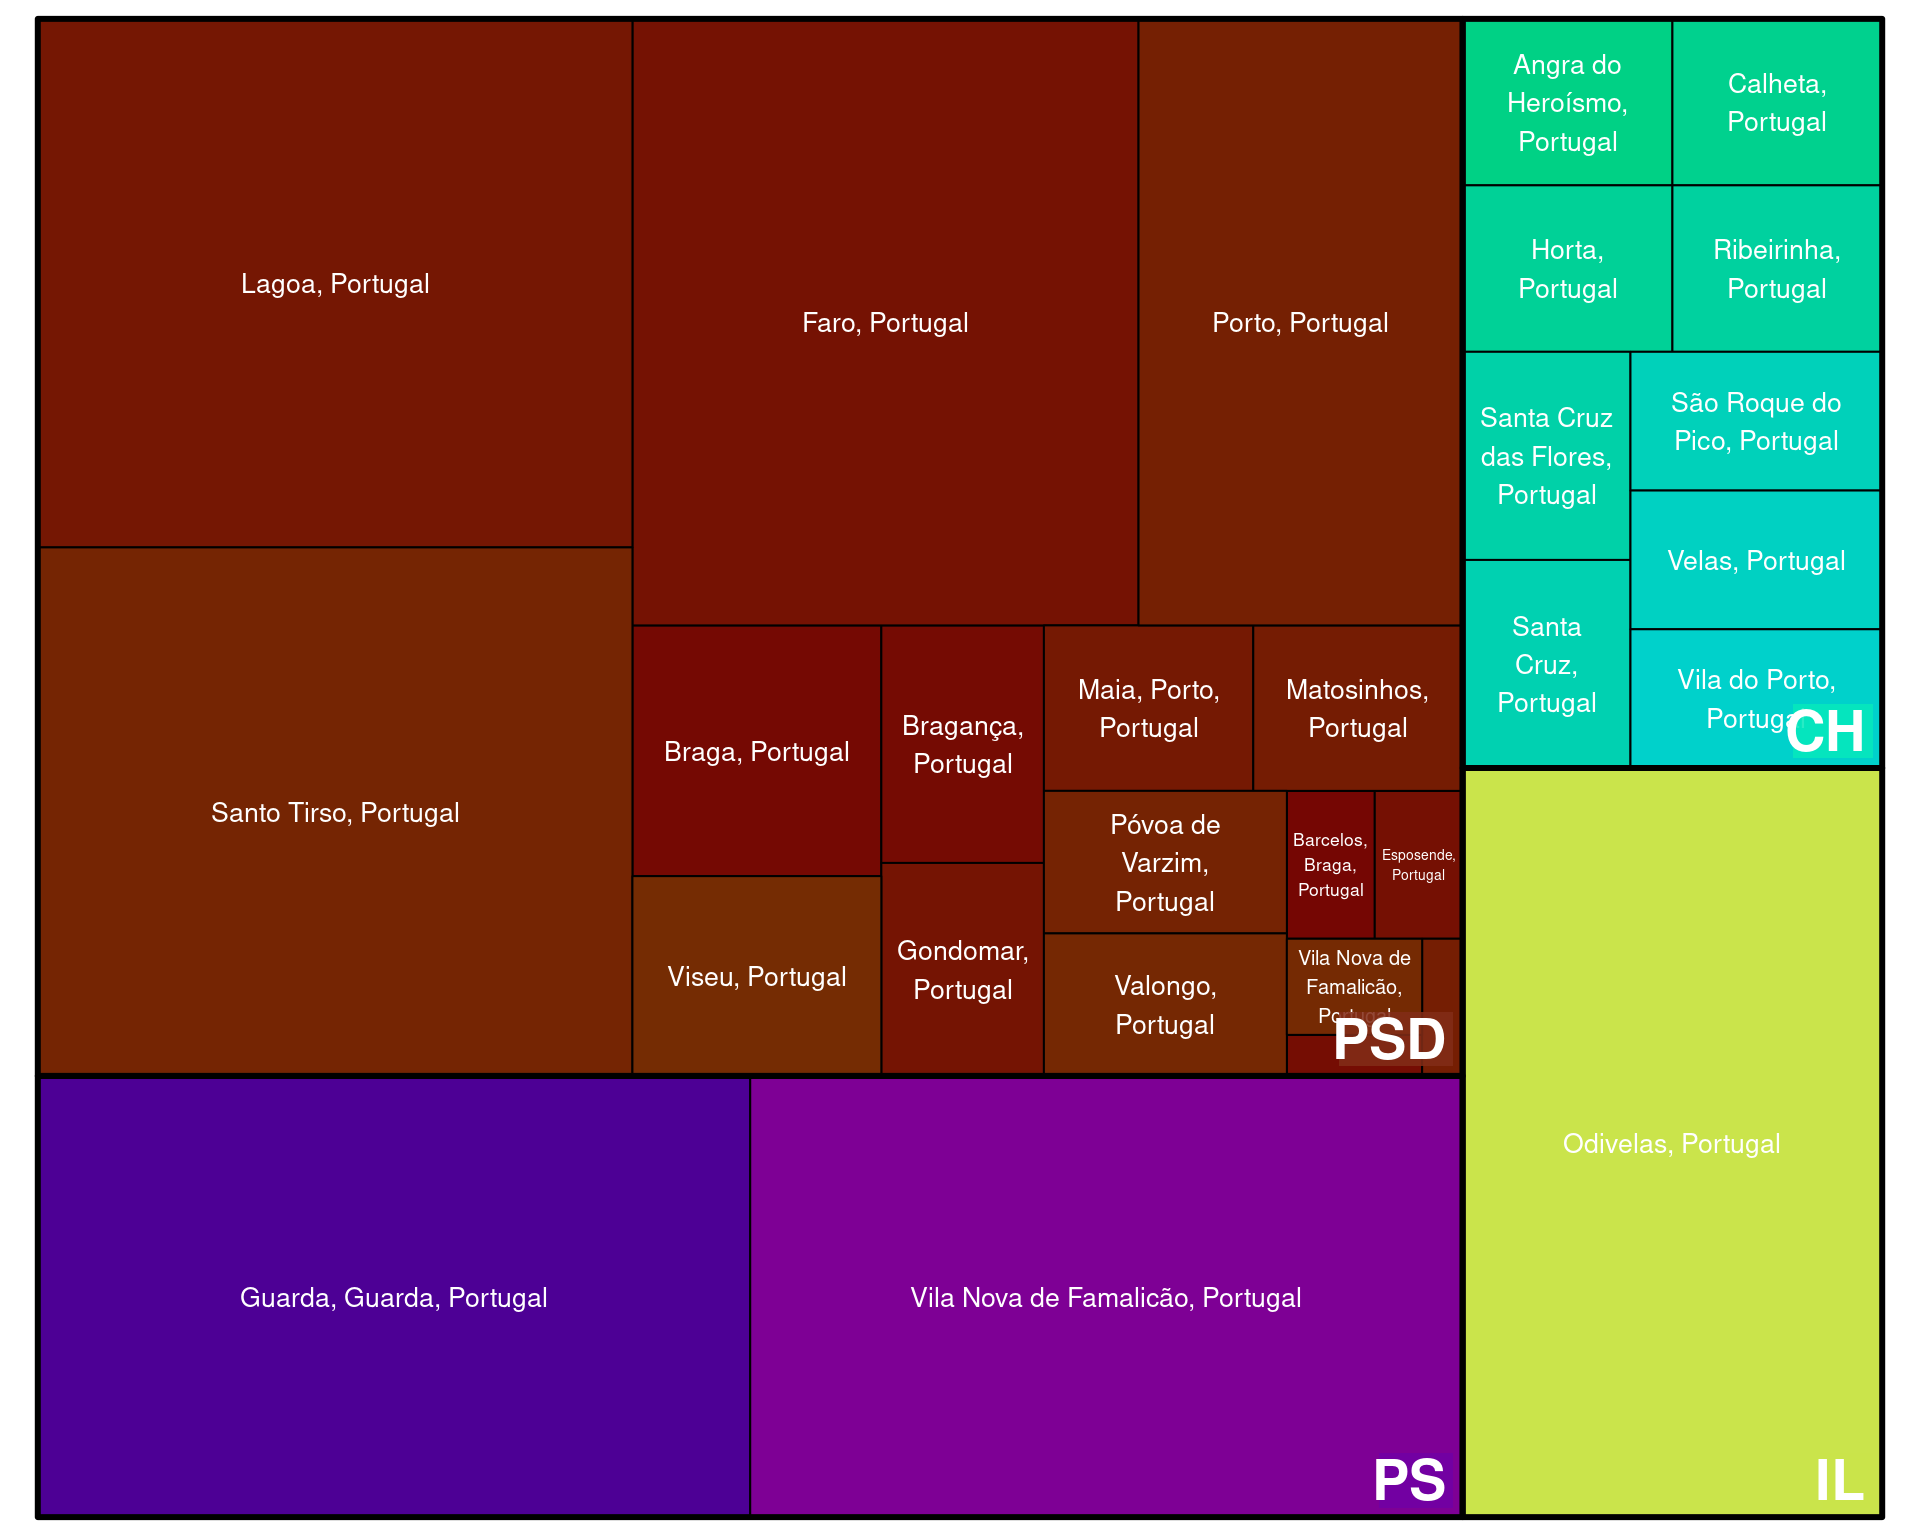 Lagoa, Portugal
Santo Tirso, Portugal
Faro, Portugal
Porto, Portugal
Braga, Portugal
Viseu, Portugal
Bragança,
Portugal
Gondomar,
Portugal
Maia, Porto,
Portugal
Matosinhos,
Portugal
Póvoa de
Varzim,
Portugal
Valongo,
Portugal
Barcelos,
Braga,
Portugal
Esposende,
Portugal
Vila Nova de
Famalicão,
Portugal
PSD
Guarda, Guarda, Portugal
Vila Nova de Famalicão, Portugal
PS
Angra do
Heroísmo,
Portugal
Calheta,
Portugal
Horta,
Portugal
Ribeirinha,
Portugal
Santa Cruz
das Flores,
Portugal
Santa
Cruz,
Portugal
São Roque do
Pico, Portugal
Velas, Portugal
Vila do Porto,
Portugal
CH
Odivelas, Portugal
IL